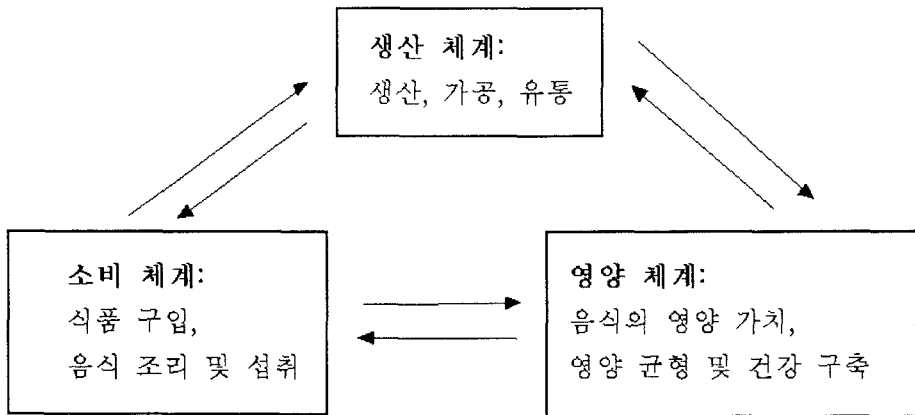 생산 체계:
생산, 가공, 유통
소비 체계:
식품 구입,
음식 조리 및 섭취
영양 체계:
음식의 영양 가치,
영양 균형 및 건강 구축